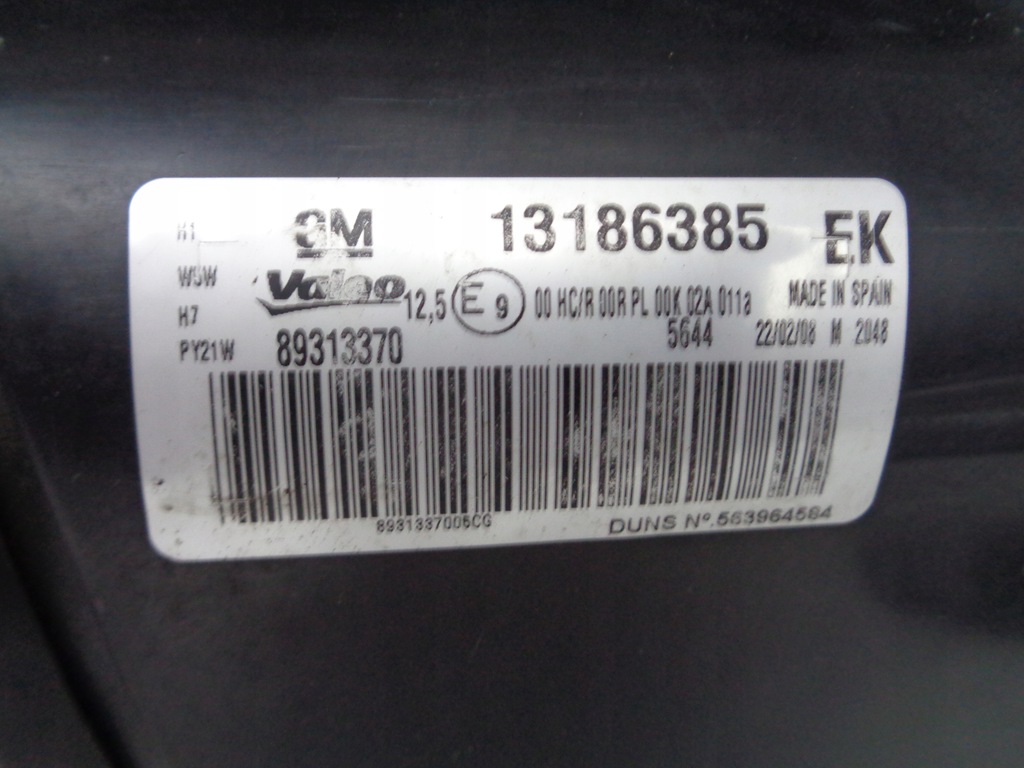 H1 GM 13186385 EK
W5W Valeo 12,5 E 9 00 HC/R 00R PL 00K 02A 011a MADE IN SPAIN
H7 5644 22/02/08 M 2048
PY21W 89313370
8931337006CG DUNS Nº.563964584